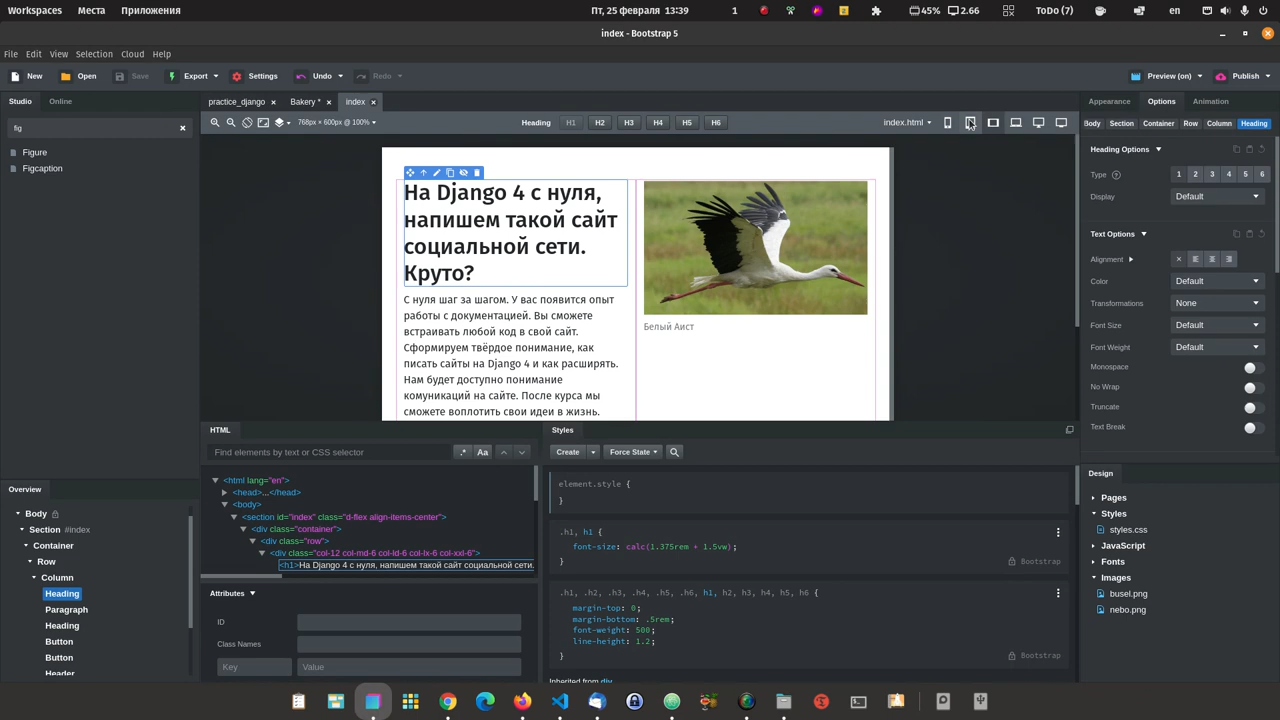 Workspaces
Места
Приложения
Пт, 25 февраля 13:39
1
45%
2.66
ToDo (7)
en
index - Bootstrap 5
File
Edit
View
Selection
Cloud
Help
New
Open
Save
Export
Settings
Undo
Redo
Preview (on)
Publish
Studio
Online
practice_django
Bakery *
index
Appearance
Options
Animation
fig
768px × 600px @ 100%
Heading
H1
H2
H3
H4
H5
H6
index.html
Body
Section
Container
Row
Column
Heading
Figure
Figcaption
На Django 4 с нуля,
напишем такой сайт
социальной сети.
Круто?
С нуля шаг за шагом. У вас появится опыт
работы с документацией. Вы сможете
встраивать любой код в свой сайт.
Сформируем твёрдое понимание, как
писать сайты на Django 4 и как расширять.
Нам будет доступно понимание
комуникаций на сайте. После курса мы
сможете воплотить свои идеи в жизнь.
Белый Аист
Heading Options
Type
1
2
3
4
5
6
Display
Default
Text Options
Alignment
Color
Default
Transformations
None
Font Size
Default
Font Weight
Default
Monospace
No Wrap
Truncate
Text Break
HTML
Find elements by text or CSS selector
.*
Aa
<html lang="en">
<head>...</head>
<body>
<section id="index" class="d-flex align-items-center">
<div class="container">
<div class="row">
<div class="col-12 col-md-6 col-ld-6 col-lx-6 col-xxl-6">
<h1>На Django 4 с нуля, напишем такой сайт социальной сети.
Attributes
ID
Class Names
Key
Value
Styles
Create
Force State
element.style {
}
.h1, h1 {
font-size: calc(1.375rem + 1.5vw);
}
Bootstrap
.h1, .h2, .h3, .h4, .h5, .h6, h1, h2, h3, h4, h5, h6 {
margin-top: 0;
margin-bottom: .5rem;
font-weight: 500;
line-height: 1.2;
}
Bootstrap
Inherited from div
Overview
Body
Section #index
Container
Row
Column
Heading
Paragraph
Heading
Button
Button
Header
Design
Pages
Styles
styles.css
JavaScript
Fonts
Images
busel.png
nebo.png